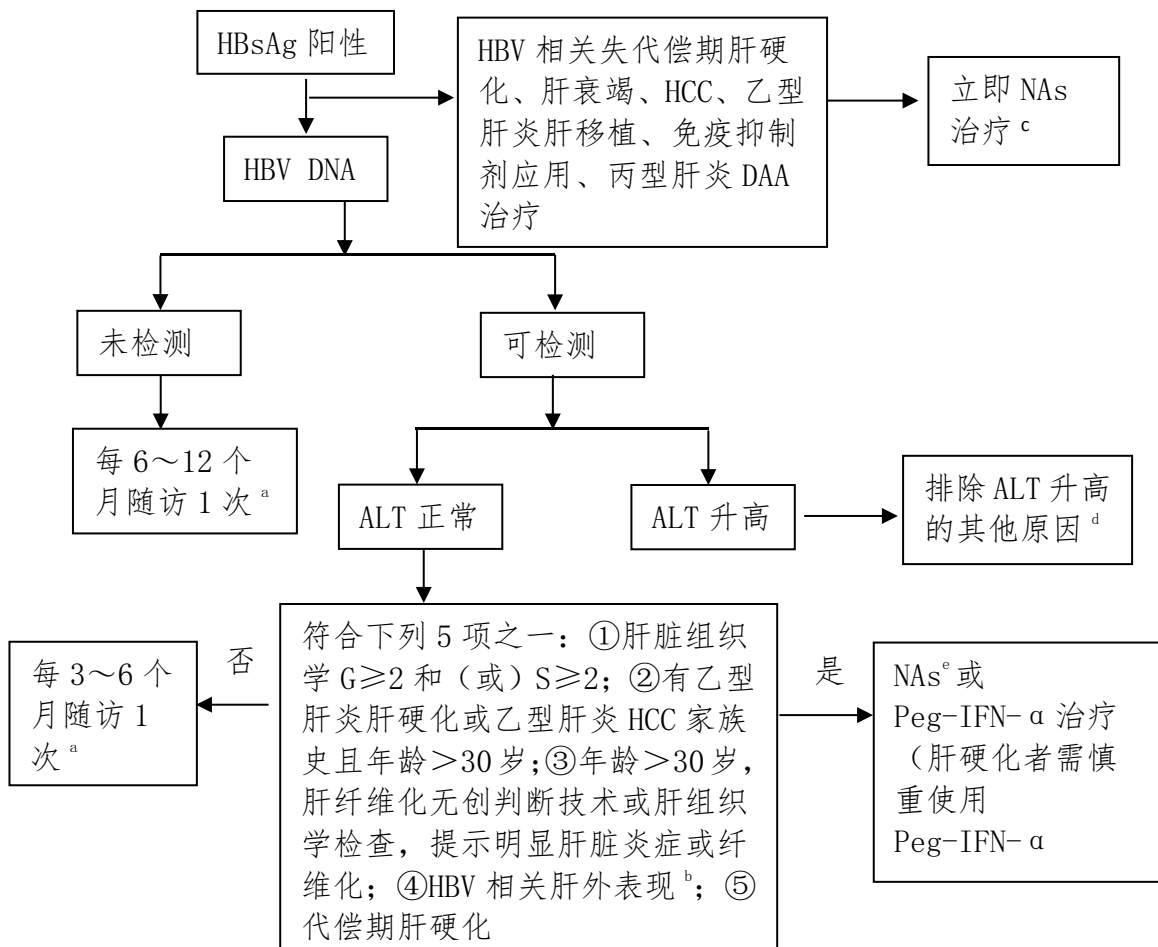 HBsAg 阳性
HBV 相关失代偿期肝硬
化、肝衰竭、HCC、乙型
肝炎肝移植、免疫抑制
剂应用、丙型肝炎 DAA
治疗
立即 NAs
治疗 c
HBV DNA
未检测
可检测
每 6～12 个
月随访 1 次 a
ALT 正常
ALT 升高
排除 ALT 升高
的其他原因 d
每 3～6 个
月随访 1
次 a
否
符合下列 5 项之一：①肝脏组织
学 G≥2 和（或）S≥2；②有乙型
肝炎肝硬化或乙型肝炎 HCC 家族
史且年龄＞30 岁；③年龄＞30 岁，
肝纤维化无创判断技术或肝组织
学检查，提示明显肝脏炎症或纤
维化；④HBV 相关肝外表现 b；⑤
代偿期肝硬化
是
NAs e 或
Peg-IFN-α 治疗
（肝硬化者需慎
重使用
Peg-IFN-α